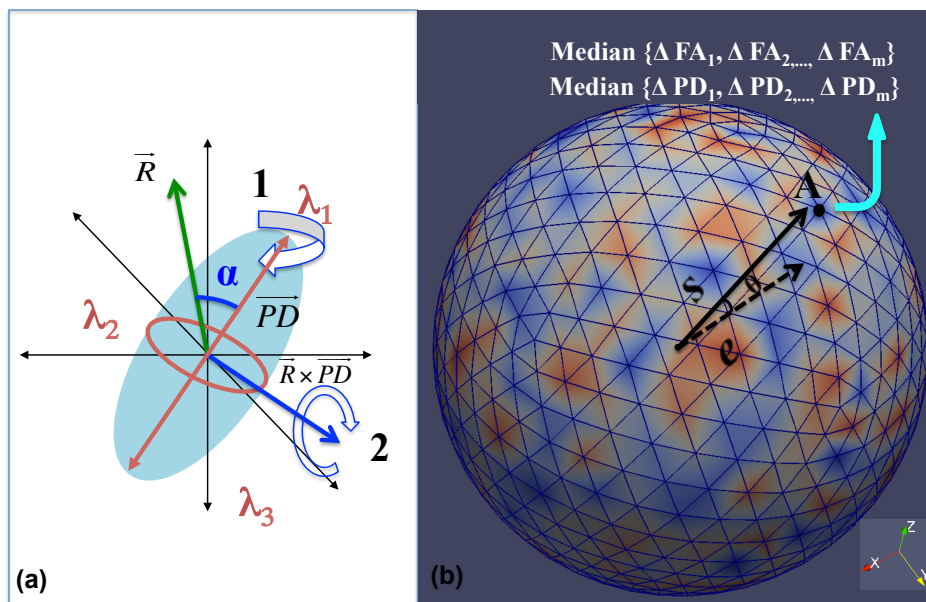 Median {Δ FA₁, Δ FA₂,..., Δ FAₘ}
Median {Δ PD₁, Δ PD₂,..., Δ PDₘ}
R
1
λ₁
α
PD
λ₂
R × PD
2
λ₃
(a)
A
S
θ
e
(b)
Z
X
Y